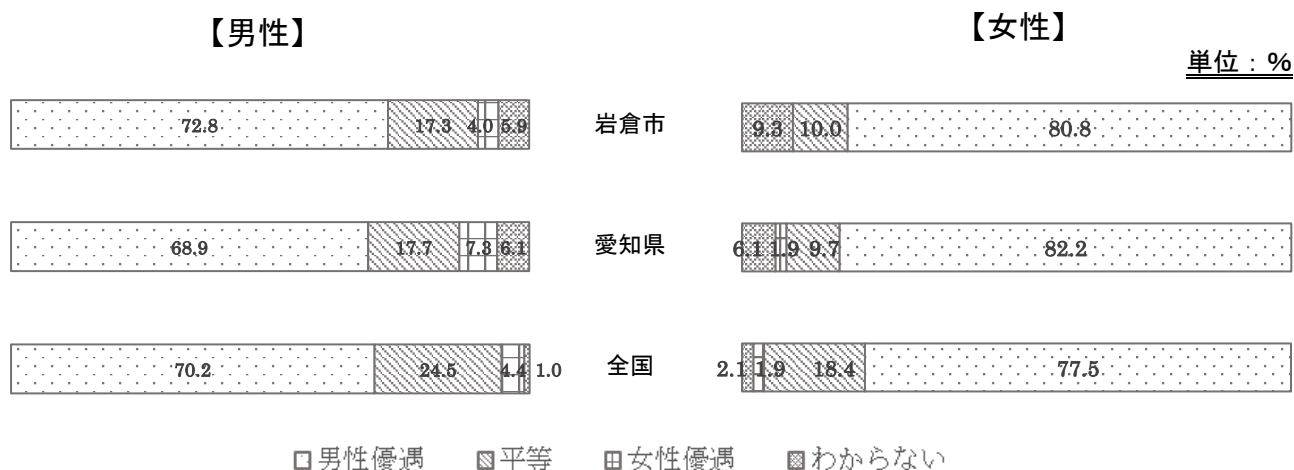 【男性】 【女性】
単位：％
72.8 17.3 4.0 5.9 岩倉市 9.3 10.0 80.8
68.9 17.7 7.3 6.1 愛知県 6.1 1.9 9.7 82.2
70.2 24.5 4.4 1.0 全国 2.1 1.9 18.4 77.5
男性優遇 平等 女性優遇 わからない